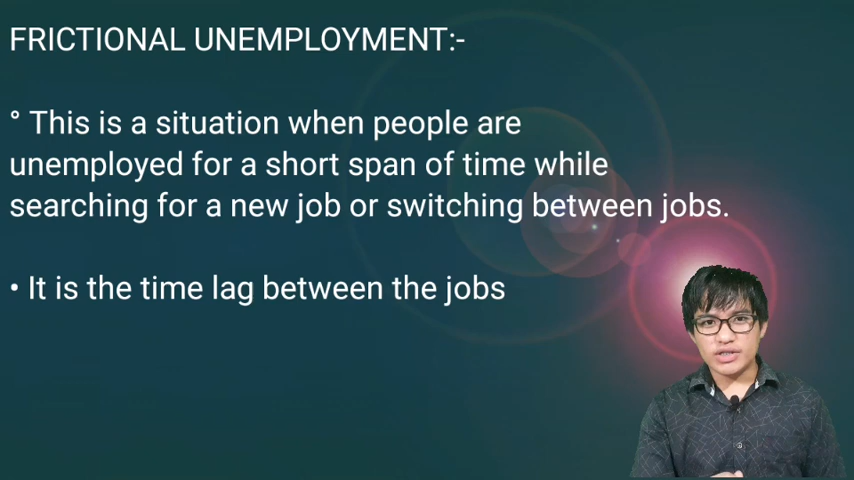 FRICTIONAL UNEMPLOYMENT:-
° This is a situation when people are
unemployed for a short span of time while
searching for a new job or switching between jobs.
• It is the time lag between the jobs